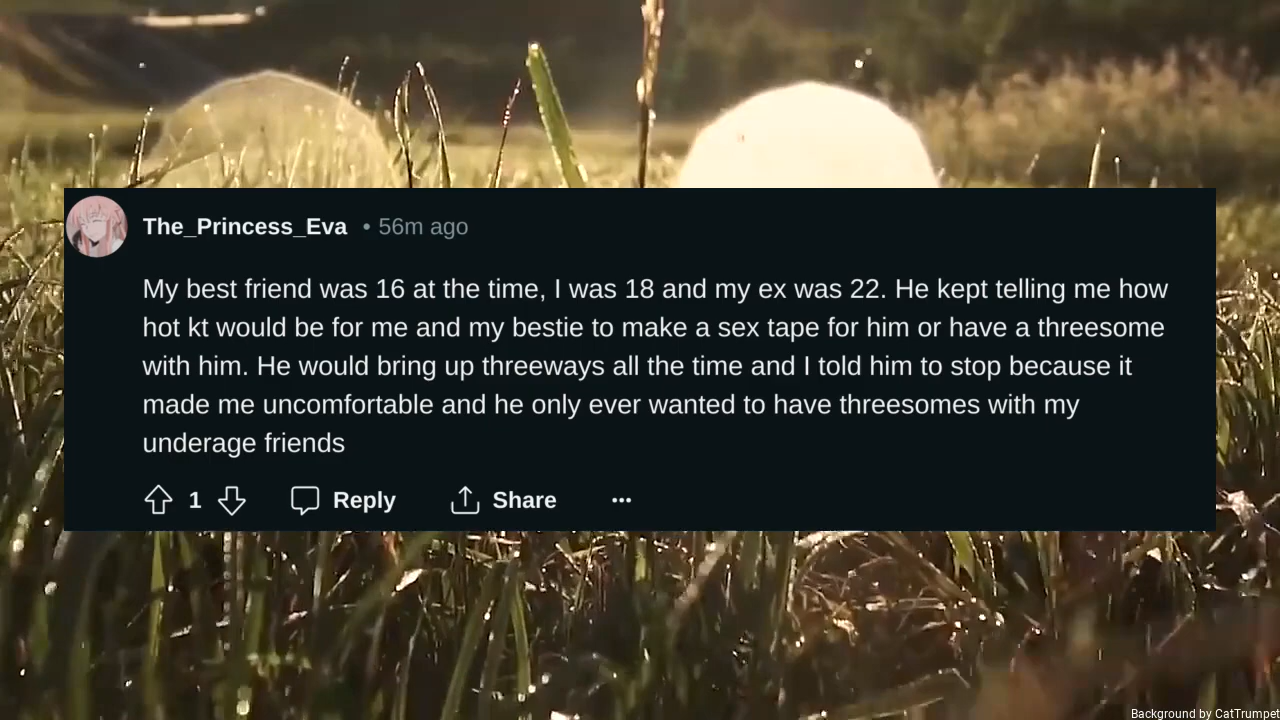 The_Princess_Eva • 56m ago
My best friend was 16 at the time, I was 18 and my ex was 22. He kept telling me how
hot kt would be for me and my bestie to make a sex tape for him or have a threesome
with him. He would bring up threeways all the time and I told him to stop because it
made me uncomfortable and he only ever wanted to have threesomes with my
underage friends
1 Reply Share ···
Background by CatTrumpet